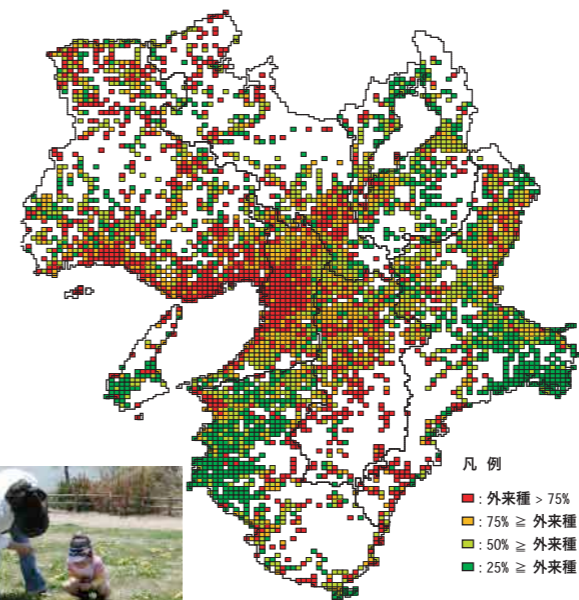 凡 例
: 外来種 > 75%
: 75% ≧ 外来種
: 50% ≧ 外来種
: 25% ≧ 外来種